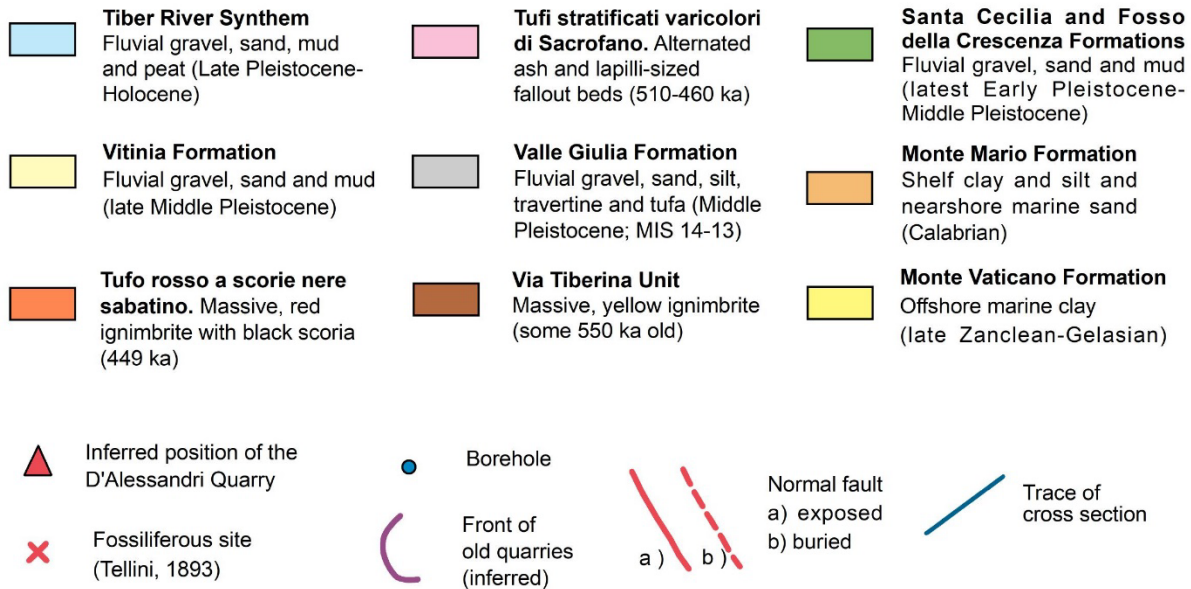 Tiber River Synthem
Fluvial gravel, sand, mud
and peat (Late Pleistocene-
Holocene)
Tufi stratificati varicolori
di Sacrofano. Alternated
ash and lapilli-sized
fallout beds (510-460 ka)
Santa Cecilia and Fosso
della Crescenza Formations
Fluvial gravel, sand and mud
(latest Early Pleistocene-
Middle Pleistocene)
Vitinia Formation
Fluvial gravel, sand and mud
(late Middle Pleistocene)
Valle Giulia Formation
Fluvial gravel, sand, silt,
travertine and tufa (Middle
Pleistocene; MIS 14-13)
Monte Mario Formation
Shelf clay and silt and
nearshore marine sand
(Calabrian)
Tufo rosso a scorie nere
sabatino. Massive, red
ignimbrite with black scoria
(449 ka)
Via Tiberina Unit
Massive, yellow ignimbrite
(some 550 ka old)
Monte Vaticano Formation
Offshore marine clay
(late Zanclean-Gelasian)
Inferred position of the
D'Alessandri Quarry
Borehole
Normal fault
a) exposed
b) buried
a )
b )
Trace of
cross section
Fossiliferous site
(Tellini, 1893)
Front of
old quarries
(inferred)